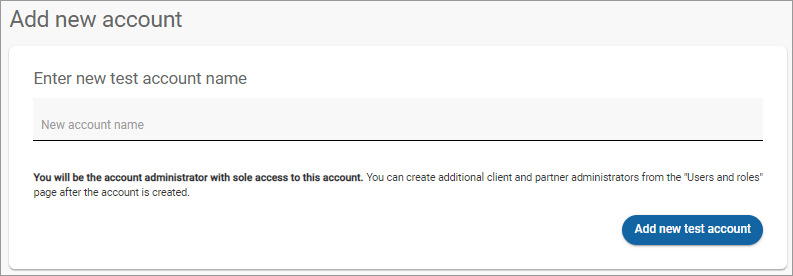 Add new account
Enter new test account name
New account name
You will be the account administrator with sole access to this account. You can create additional client and partner administrators from the "Users and roles"
page after the account is created.
Add new test account